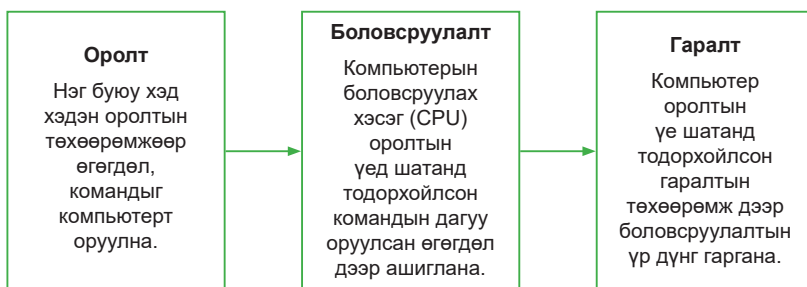 Оролт
Нэг буюу хэд
хэдэн оролтын
төхөөрөмжөөр
өгөгдөл,
командыг
компьютерт
оруулна.
Боловсруулалт
Компьютерын
боловсруулах
хэсэг (CPU)
оролтын
үед шатанд
тодорхойлсон
командын дагуу
оруулсан өгөгдөл
дээр ашиглана.
Гаралт
Компьютер
оролтын
үе шатанд
тодорхойлсон
гаралтын
төхөөрөмж дээр
боловсруулалтын
үр дүнг гаргана.